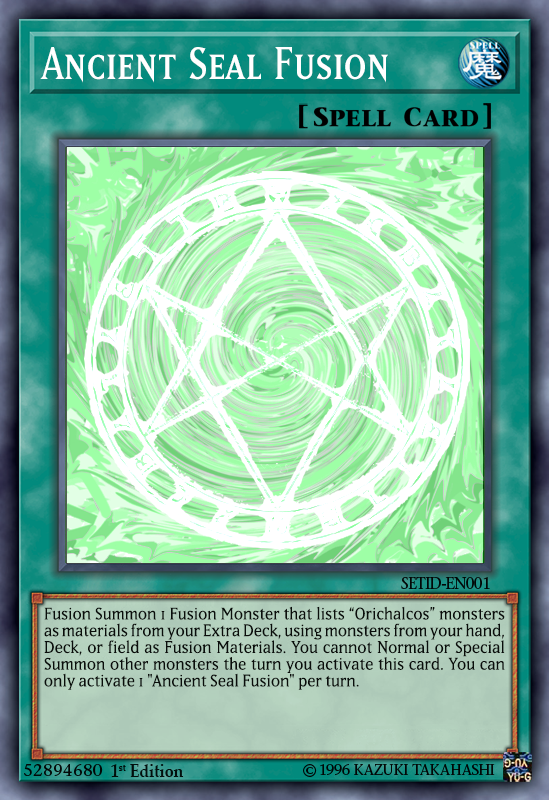 ANCIENT SEAL FUSION
SPELL
魔
[SPELL CARD]
SETID-EN001
Fusion Summon 1 Fusion Monster that lists “Orichalcos” monsters
as materials from your Extra Deck, using monsters from your hand,
Deck, or field as Fusion Materials. You cannot Normal or Special
Summon other monsters the turn you activate this card. You can
only activate 1 "Ancient Seal Fusion" per turn.
52894680 1st Edition ©1996 KAZUKI TAKAHASHI
YU-G
YU-G